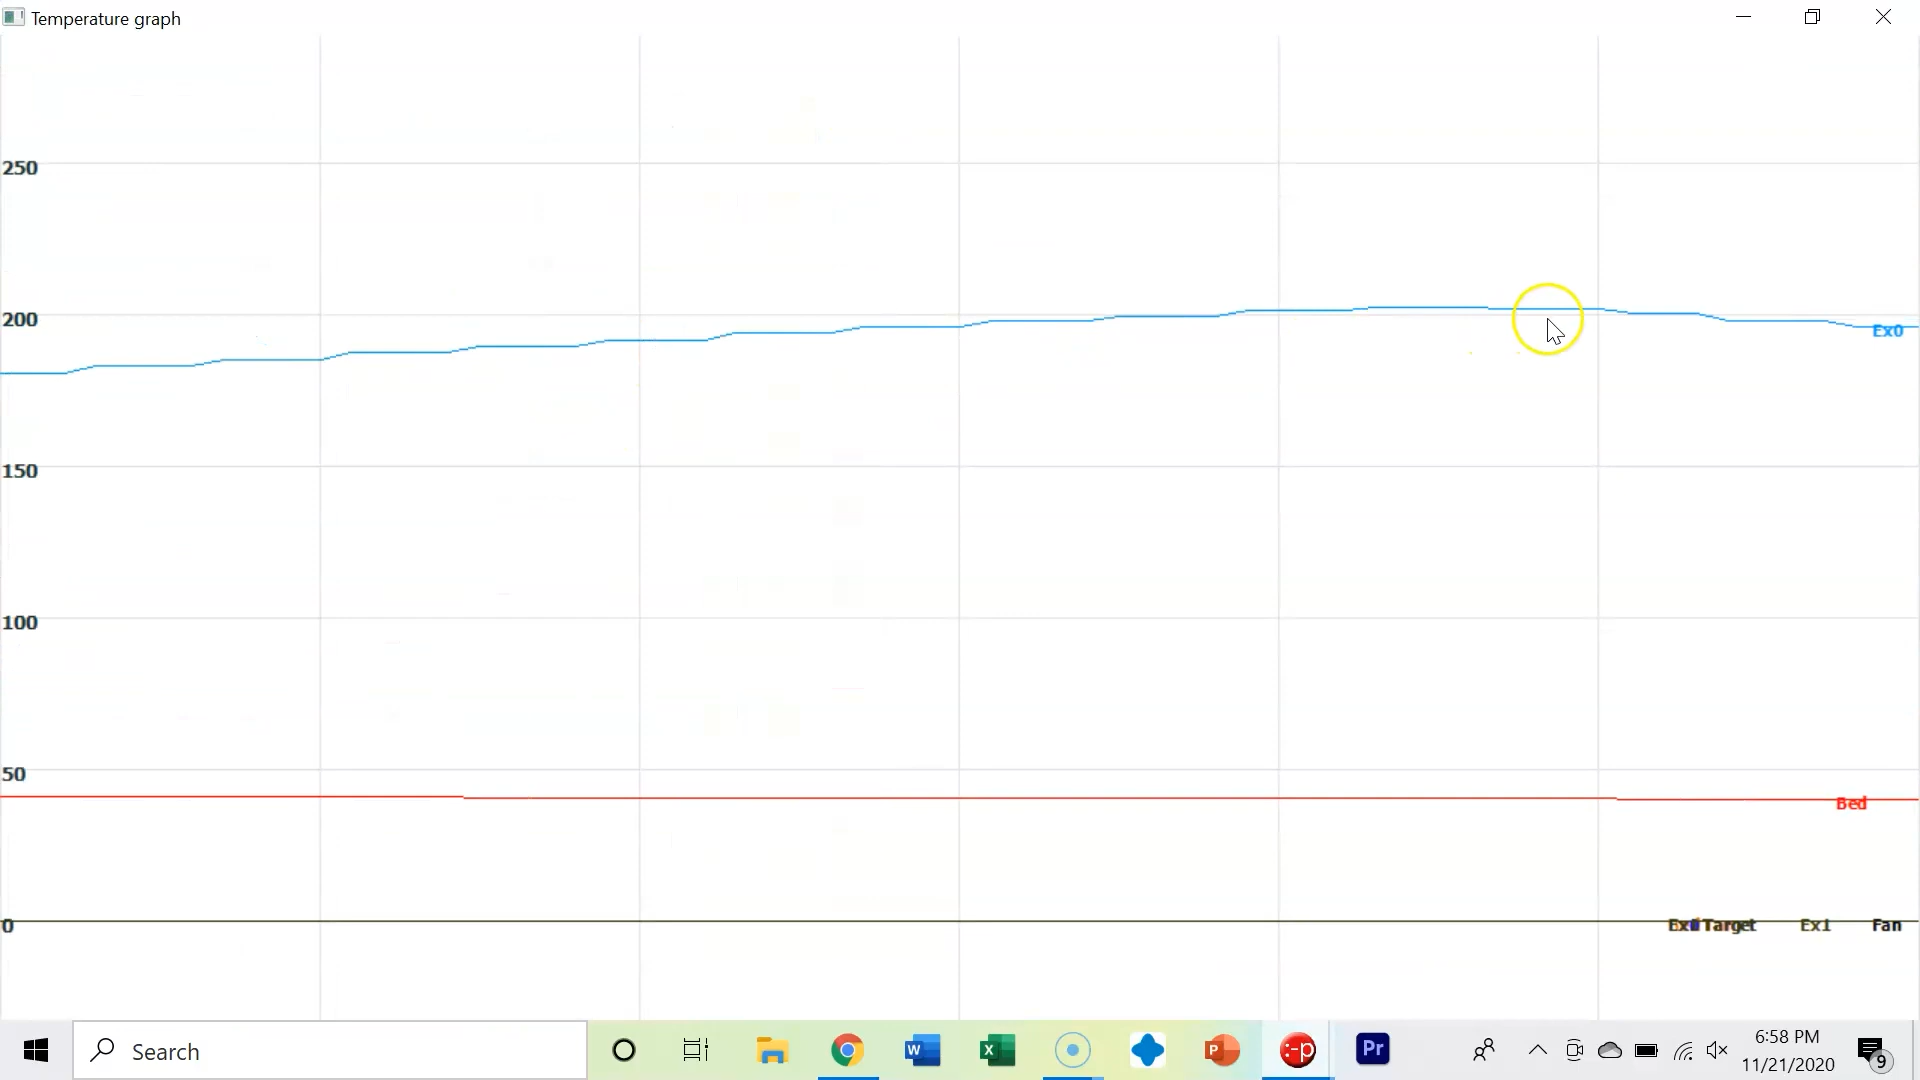 Temperature graph
250
200
Ex0
150
100
50
Bed
0
Target
Ex1
Fan
Search
W
X
P
:-p
Pr
6:58 PM
11/21/2020
9